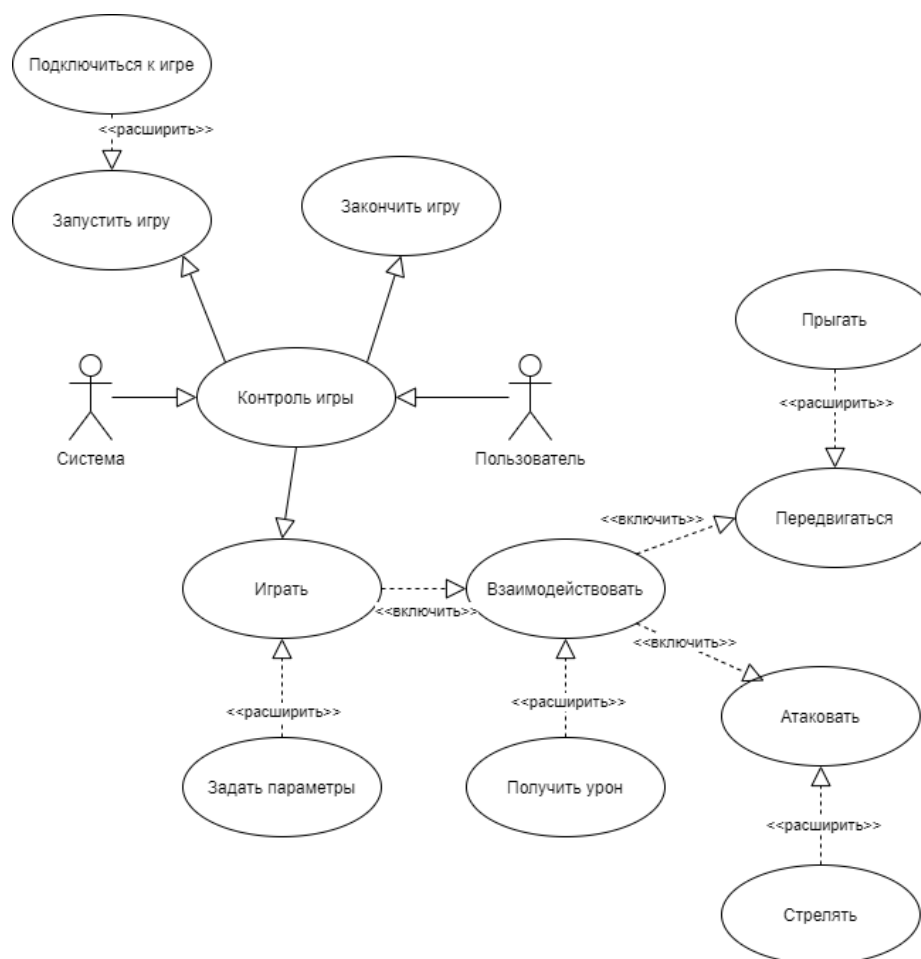 Подключиться к игре
<<расширить>>
Запустить игру
Закончить игру
Прыгать
Контроль игры
<<расширить>>
Система
Пользователь
Передвигаться
<<включить>>
Играть
Взаимодействовать
<<включить>>
<<включить>>
<<расширить>>
<<расширить>>
Атаковать
Задать параметры
Получить урон
<<расширить>>
Стрелять